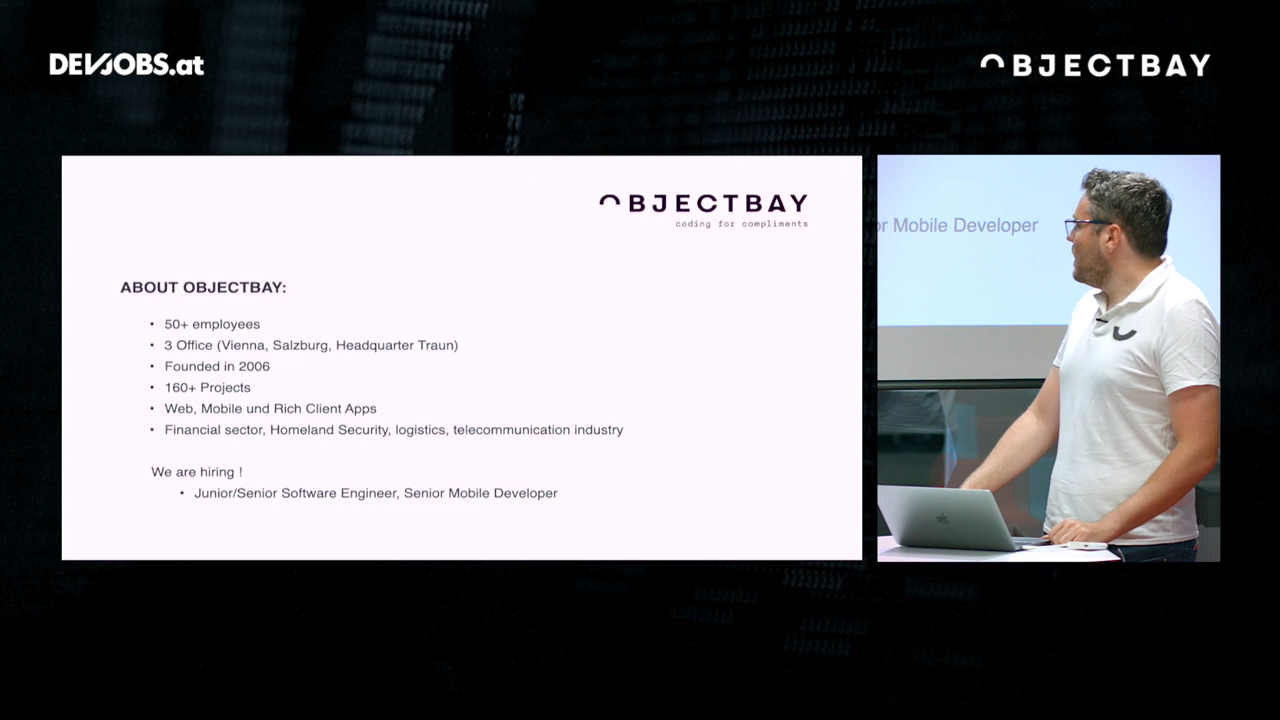 DEVJOBS.at
OBJECTBAY
OBJECTBAY
coding for compliments
ABOUT OBJECTBAY:
• 50+ employees
• 3 Office (Vienna, Salzburg, Headquarter Traun)
• Founded in 2006
• 160+ Projects
• Web, Mobile und Rich Client Apps
• Financial sector, Homeland Security, logistics, telecommunication industry
We are hiring !
• Junior/Senior Software Engineer, Senior Mobile Developer
or Mobile Developer